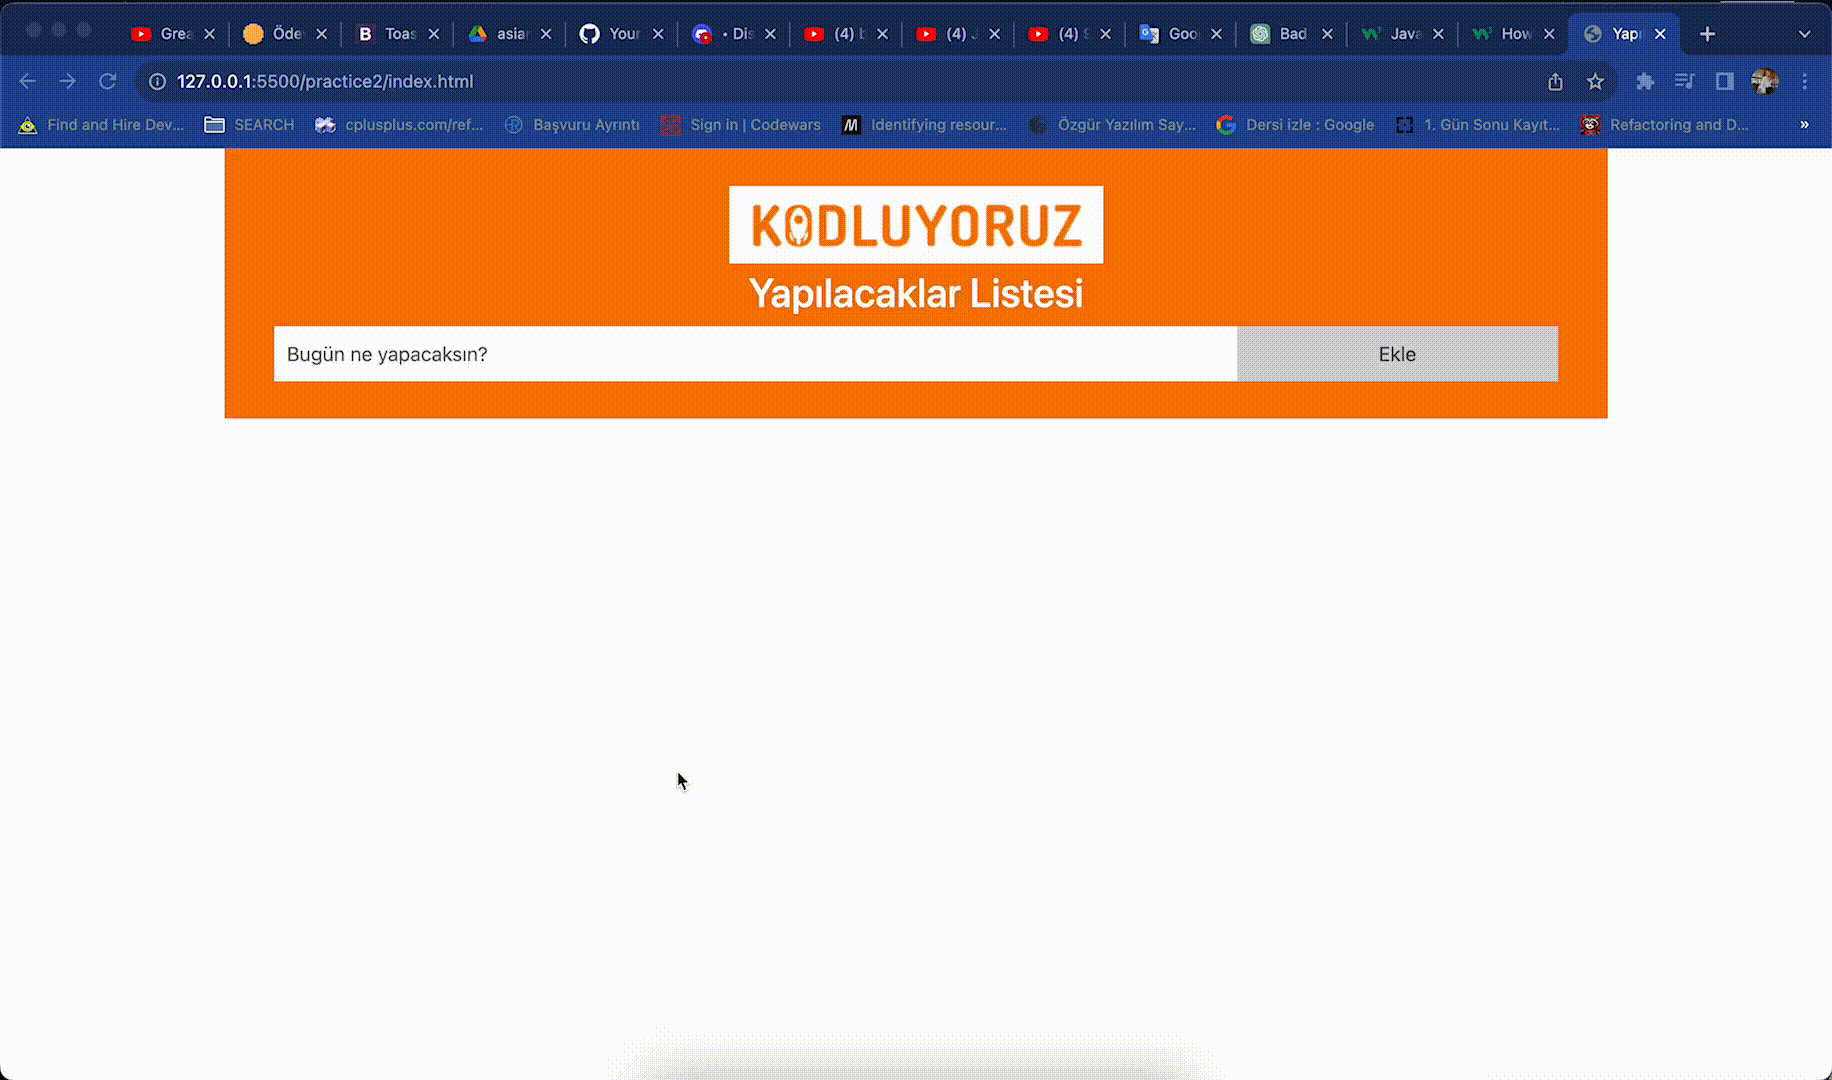 Grea Öde Toas asiar Your • Dis (4) b (4) J (4) S Goo Bad Java How Yapı
127.0.0.1:5500/practice2/index.html
Find and Hire Dev... SEARCH cplusplus.com/ref... Başvuru Ayrıntı Sign in | Codewars Identifying resour... Özgür Yazılım Say... Dersi izle : Google 1. Gün Sonu Kayıt... Refactoring and D... »
KODLUYORUZ
Yapılacaklar Listesi
Bugün ne yapacaksın? Ekle